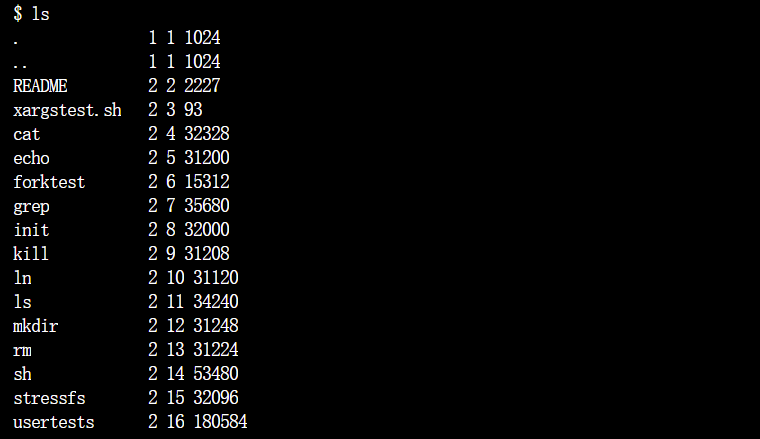 $ ls
.              1 1 1024
..             1 1 1024
README         2 2 2227
xargstest.sh   2 3 93
cat            2 4 32328
echo           2 5 31200
forktest       2 6 15312
grep           2 7 35680
init           2 8 32000
kill           2 9 31208
ln             2 10 31120
ls             2 11 34240
mkdir          2 12 31248
rm             2 13 31224
sh             2 14 53480
stressfs       2 15 32096
usertests      2 16 180584